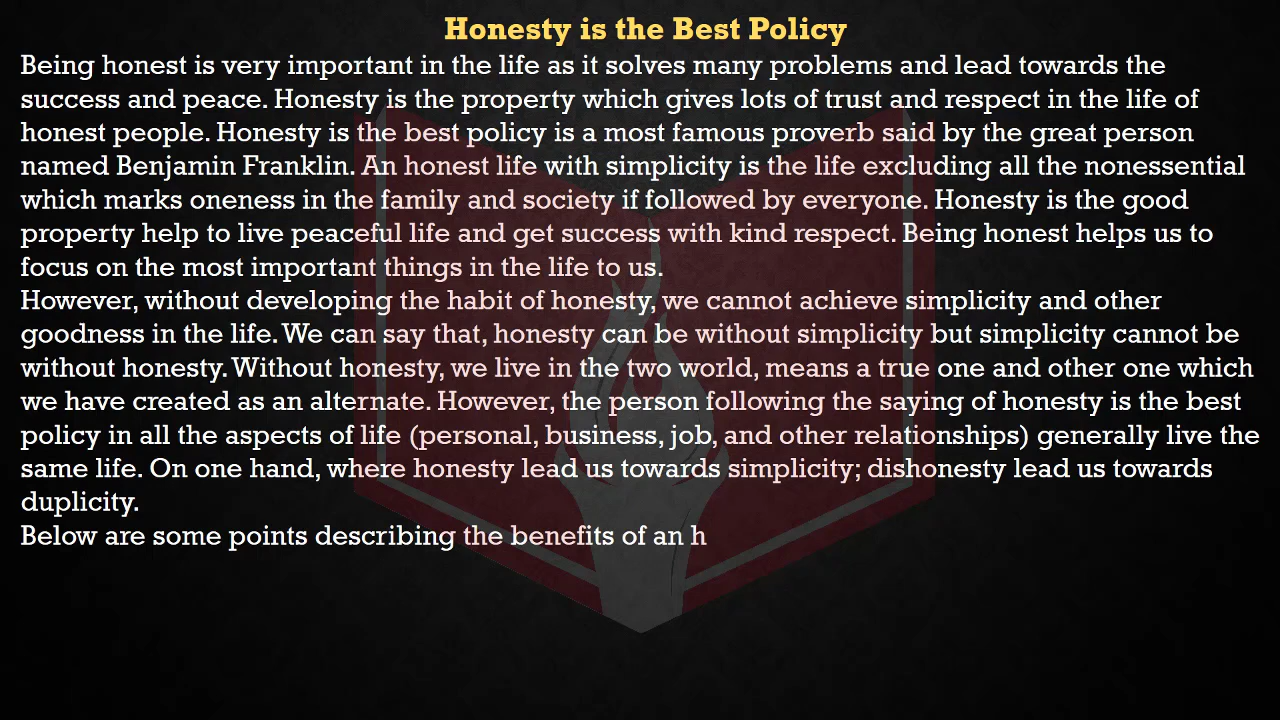 Honesty is the Best Policy
Being honest is very important in the life as it solves many problems and lead towards the
success and peace. Honesty is the property which gives lots of trust and respect in the life of
honest people. Honesty is the best policy is a most famous proverb said by the great person
named Benjamin Franklin. An honest life with simplicity is the life excluding all the nonessential
which marks oneness in the family and society if followed by everyone. Honesty is the good
property help to live peaceful life and get success with kind respect. Being honest helps us to
focus on the most important things in the life to us.
However, without developing the habit of honesty, we cannot achieve simplicity and other
goodness in the life. We can say that, honesty can be without simplicity but simplicity cannot be
without honesty. Without honesty, we live in the two world, means a true one and other one which
we have created as an alternate. However, the person following the saying of honesty is the best
policy in all the aspects of life (personal, business, job, and other relationships) generally live the
same life. On one hand, where honesty lead us towards simplicity; dishonesty lead us towards
duplicity.
Below are some points describing the benefits of an h